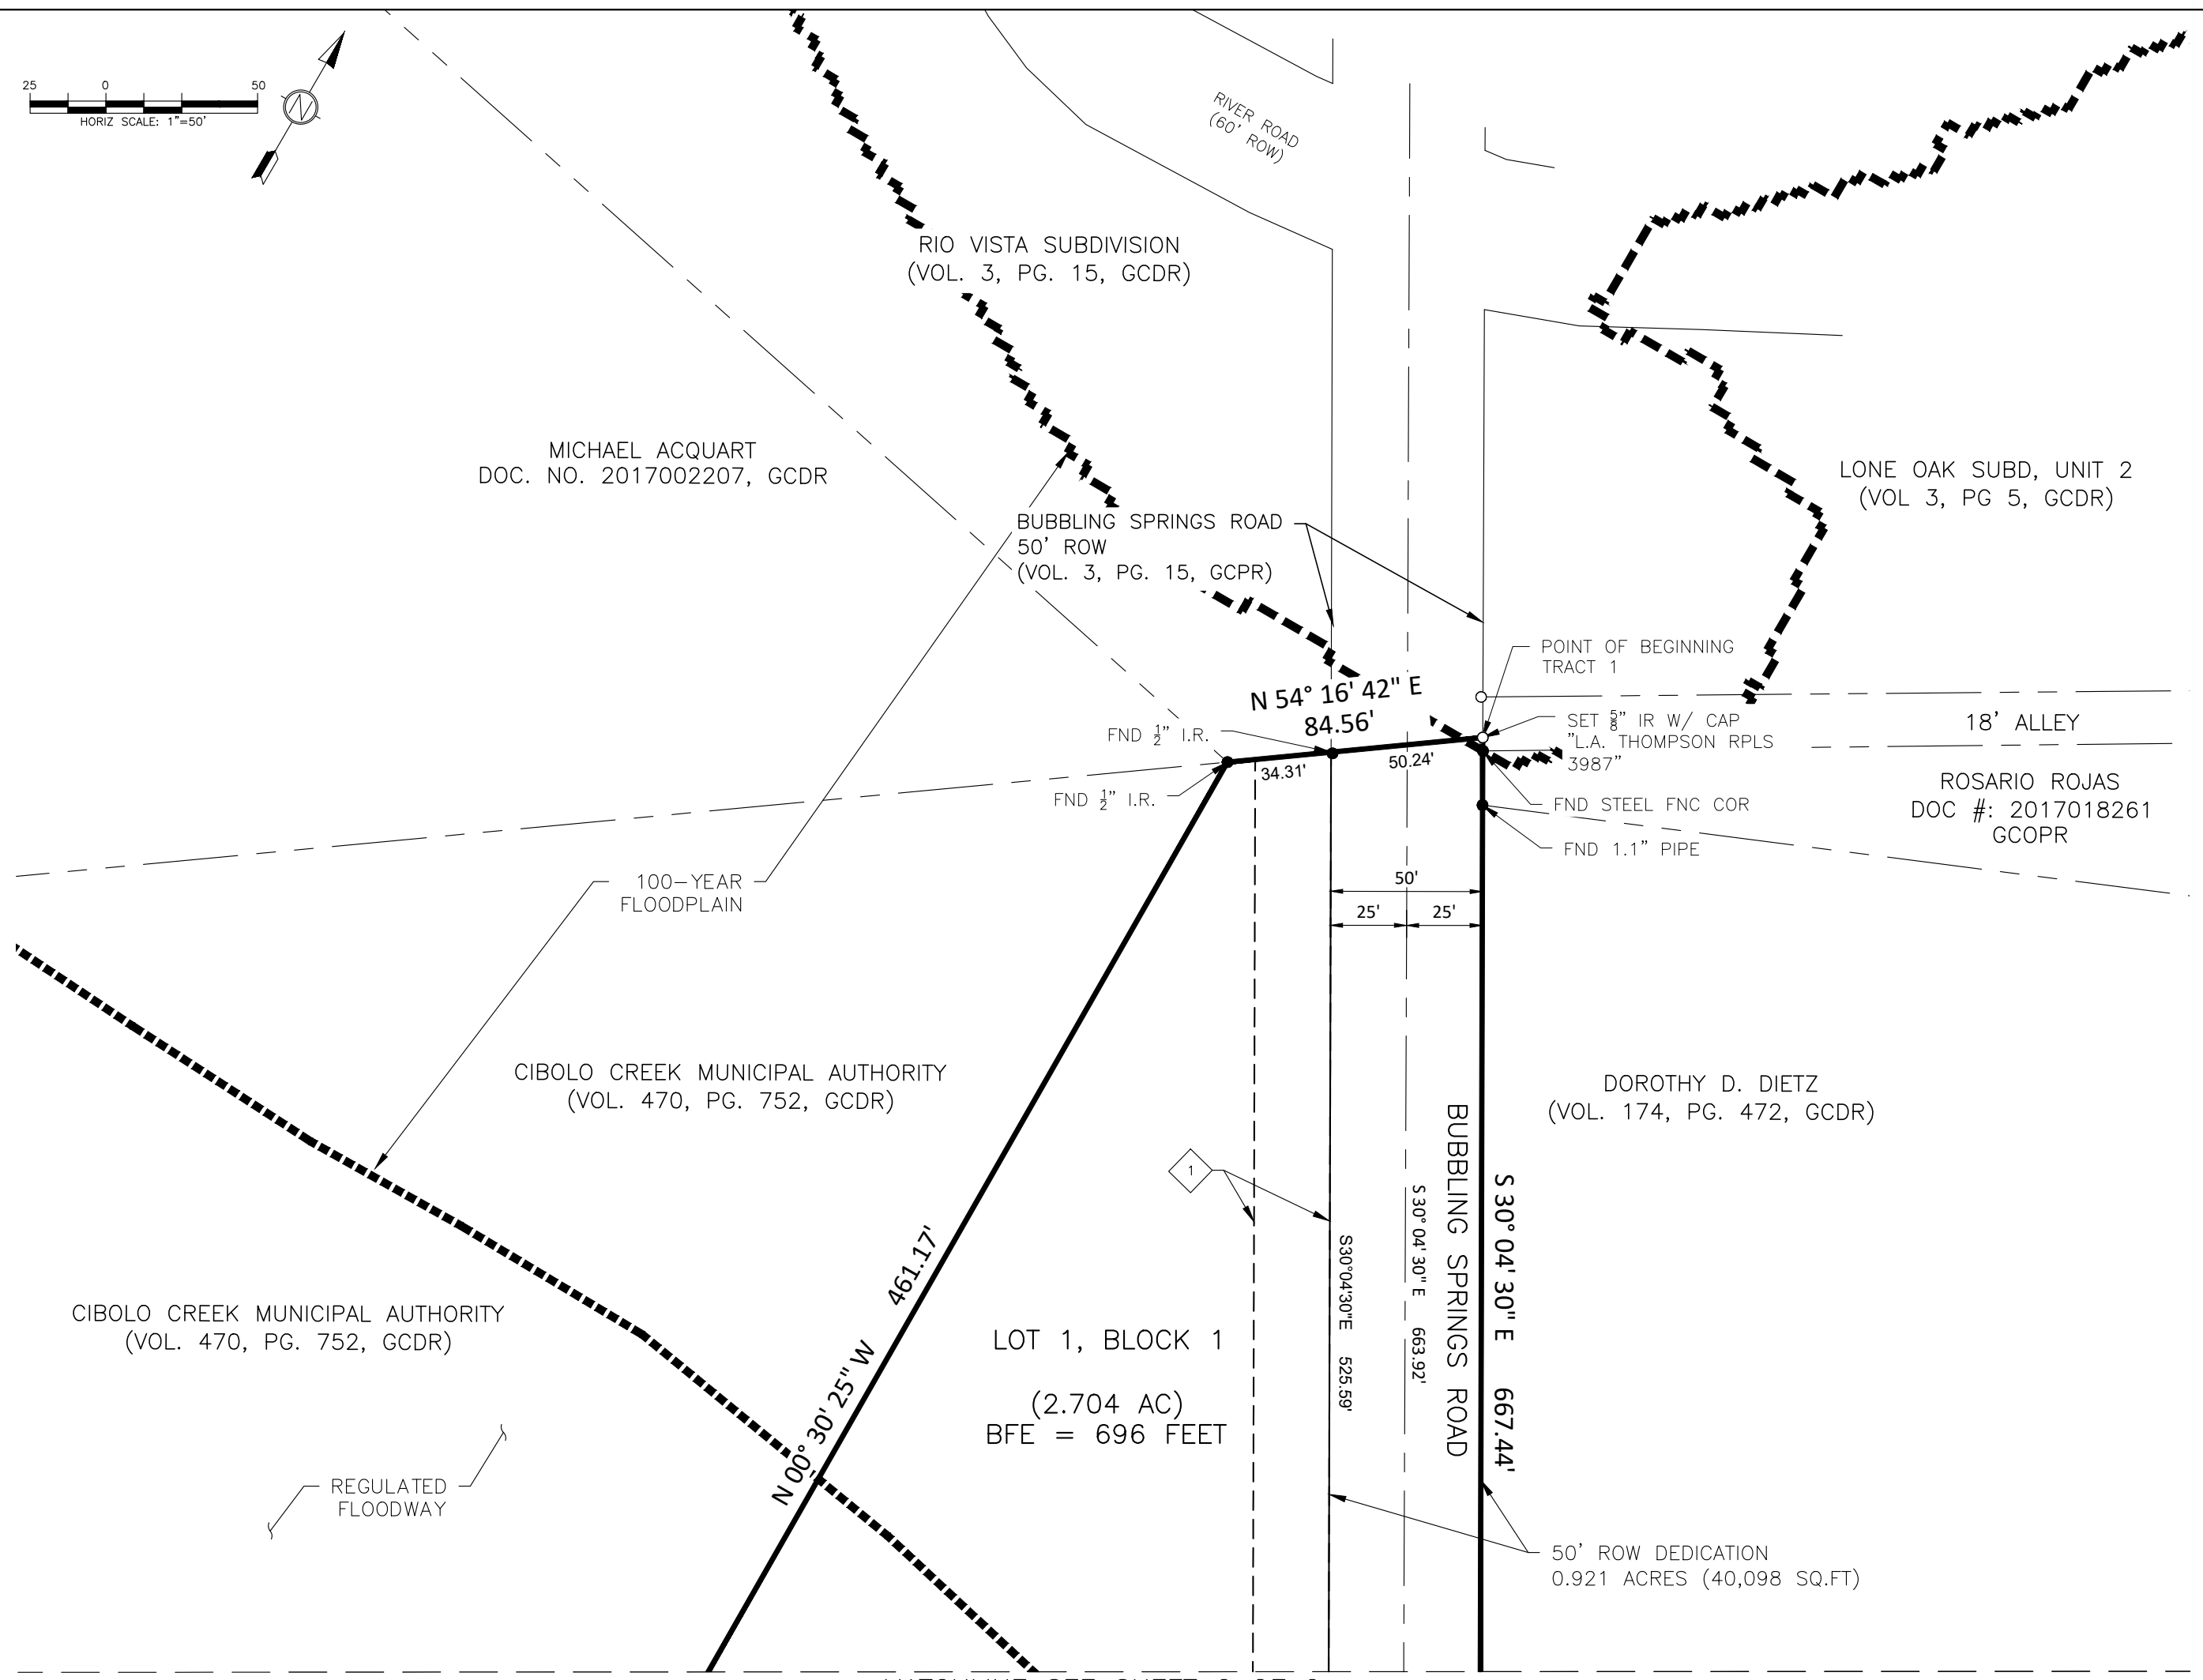 25 0 50
HORIZ SCALE: 1"=50'
N
RIVER ROAD
(60' ROW)
RIO VISTA SUBDIVISION
(VOL. 3, PG. 15, GCDR)
MICHAEL ACQUART
DOC. NO. 2017002207, GCDR
LONE OAK SUBD, UNIT 2
(VOL 3, PG 5, GCDR)
BUBBLING SPRINGS ROAD
50' ROW
(VOL. 3, PG. 15, GCPR)
POINT OF BEGINNING
TRACT 1
N 54° 16' 42" E
84.56'
SET 5/8" IR W/ CAP
"L.A. THOMPSON RPLS
3987"
18' ALLEY
FND 1/2" I.R.
34.31'
50.24'
FND 1/2" I.R.
FND STEEL FNC COR
FND 1.1" PIPE
ROSARIO ROJAS
DOC #: 2017018261
GCOPR
100-YEAR
FLOODPLAIN
50'
25' 25'
CIBOLO CREEK MUNICIPAL AUTHORITY
(VOL. 470, PG. 752, GCDR)
DOROTHY D. DIETZ
(VOL. 174, PG. 472, GCDR)
1
BUBBLING SPRINGS ROAD
S 30° 04' 30" E 667.44'
S 30° 04' 30" E 663.92'
S30°04'30"E 525.59'
N 00° 30' 25" W 461.17'
CIBOLO CREEK MUNICIPAL AUTHORITY
(VOL. 470, PG. 752, GCDR)
LOT 1, BLOCK 1
(2.704 AC)
BFE = 696 FEET
REGULATED
FLOODWAY
50' ROW DEDICATION
0.921 ACRES (40,098 SQ.FT)